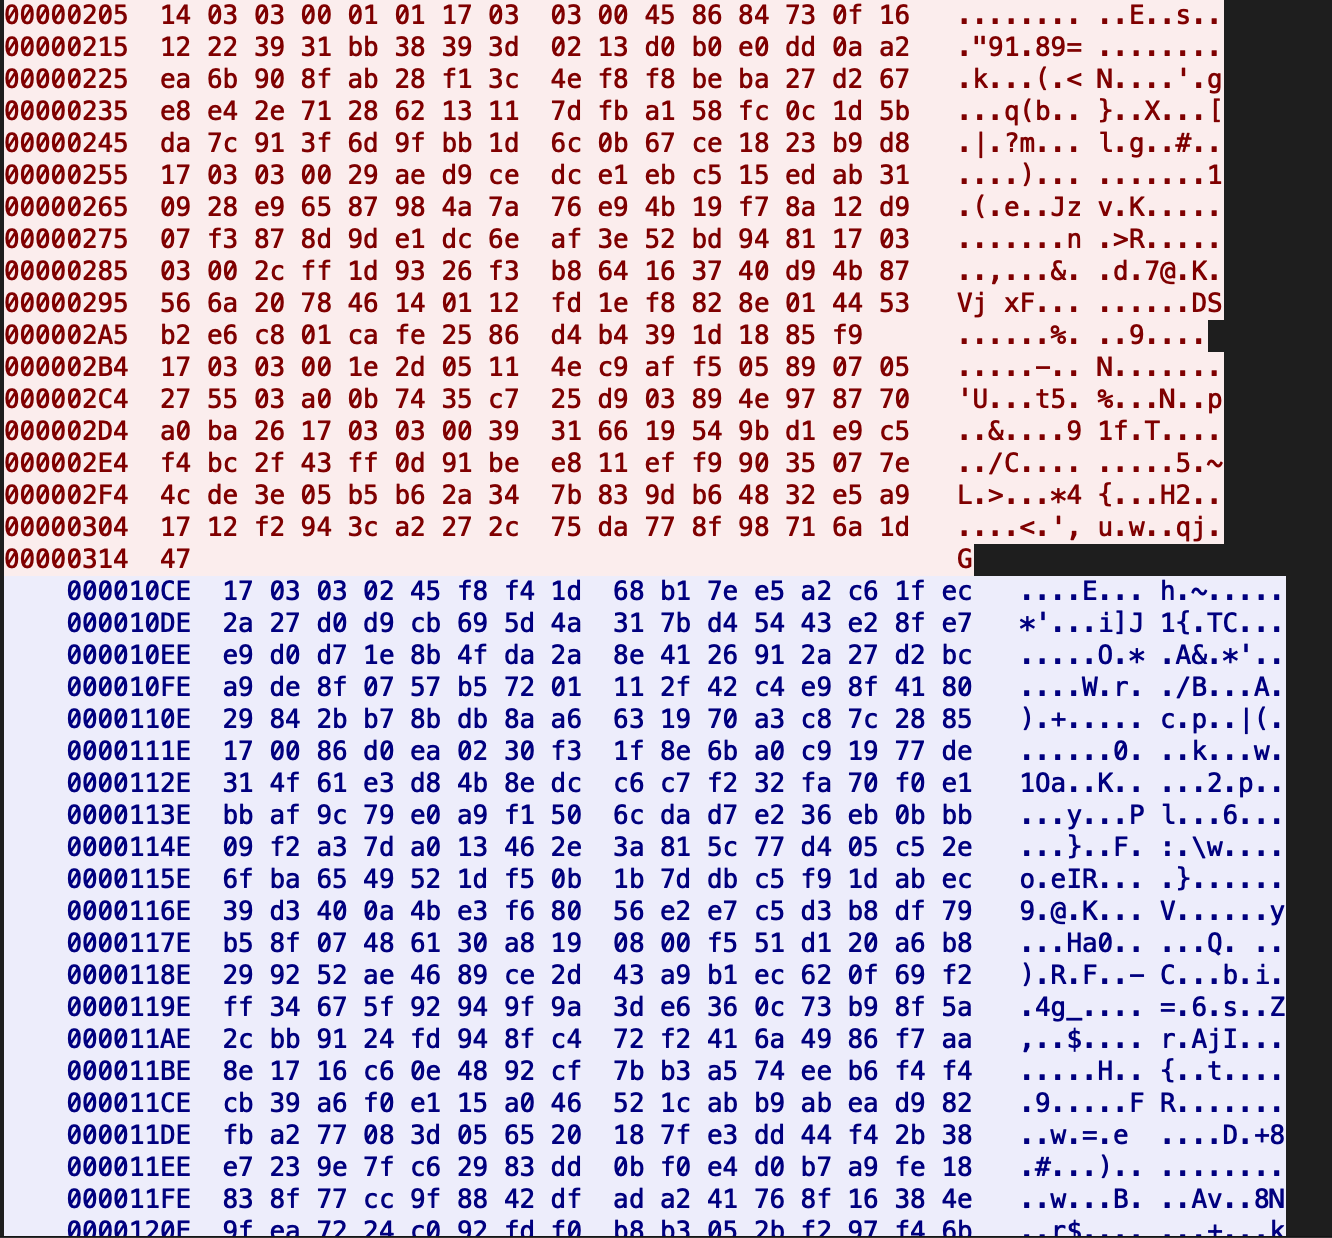 00000205  14 03 03 00 01 01 17 03  03 00 45 86 84 73 0f 16   ........ ..E..s..
00000215  12 22 39 31 bb 38 39 3d  02 13 d0 b0 e0 dd 0a a2   ."91.89= ........
00000225  ea 6b 90 8f ab 28 f1 3c  4e f8 f8 be ba 27 d2 67   .k...(.< N....'.g
00000235  e8 e4 2e 71 28 62 13 11  7d fb a1 58 fc 0c 1d 5b   ...q(b.. }..X...[
00000245  da 7c 91 3f 6d 9f bb 1d  6c 0b 67 ce 18 23 b9 d8   .|.?m... l.g..#..
00000255  17 03 03 00 29 ae d9 ce  dc e1 eb c5 15 ed ab 31   ....)... .......1
00000265  09 28 e9 65 87 98 4a 7a  76 e9 4b 19 f7 8a 12 d9   .(.e..Jz v.K.....
00000275  07 f3 87 8d 9d e1 dc 6e  af 3e 52 bd 94 81 17 03   .......n .>R.....
00000285  03 00 2c ff 1d 93 26 f3  b8 64 16 37 40 d9 4b 87   ..,...&. .d.7@.K.
00000295  56 6a 20 78 46 14 01 12  fd 1e f8 82 8e 01 44 53   Vj xF... ......DS
000002A5  b2 e6 c8 01 ca fe 25 86  d4 b4 39 1d 18 85 f9      ......%. ..9....
000002B4  17 03 03 00 1e 2d 05 11  4e c9 af f5 05 89 07 05   .....-.. N.......
000002C4  27 55 03 a0 0b 74 35 c7  25 d9 03 89 4e 97 87 70   'U...t5. %...N..p
000002D4  a0 ba 26 17 03 03 00 39  31 66 19 54 9b d1 e9 c5   ..&....9 1f.T....
000002E4  f4 bc 2f 43 ff 0d 91 be  e8 11 ef f9 90 35 07 7e   ../C.... .....5.~
000002F4  4c de 3e 05 b5 b6 2a 34  7b 83 9d b6 48 32 e5 a9   L.>...*4 {...H2..
00000304  17 12 f2 94 3c a2 27 2c  75 da 77 8f 98 71 6a 1d   ....<.', u.w..qj.
00000314  47                                                 G
000010CE  17 03 03 02 45 f8 f4 1d  68 b1 7e e5 a2 c6 1f ec   ....E... h.~.....
000010DE  2a 27 d0 d9 cb 69 5d 4a  31 7b d4 54 43 e2 8f e7   *'...i]J 1{.TC...
000010EE  e9 d0 d7 1e 8b 4f da 2a  8e 41 26 91 2a 27 d2 bc   .....O.* .A&.*'..
000010FE  a9 de 8f 07 57 b5 72 01  11 2f 42 c4 e9 8f 41 80   ....W.r. ./B...A.
0000110E  29 84 2b b7 8b db 8a a6  63 19 70 a3 c8 7c 28 85   ).+..... c.p..|(.
0000111E  17 00 86 d0 ea 02 30 f3  1f 8e 6b a0 c9 19 77 de   ......0. ..k...w.
0000112E  31 4f 61 e3 d8 4b 8e dc  c6 c7 f2 32 fa 70 f0 e1   1Oa..K.. ...2.p..
0000113E  bb af 9c 79 e0 a9 f1 50  6c da d7 e2 36 eb 0b bb   ...y...P l...6...
0000114E  09 f2 a3 7d a0 13 46 2e  3a 81 5c 77 d4 05 c5 2e   ...}..F. :.\w....
0000115E  6f ba 65 49 52 1d f5 0b  1b 7d db c5 f9 1d ab ec   o.eIR... .}......
0000116E  39 d3 40 0a 4b e3 f6 80  56 e2 e7 c5 d3 b8 df 79   9.@.K... V......y
0000117E  b5 8f 07 48 61 30 a8 19  08 00 f5 51 d1 20 a6 b8   ...Ha0.. ...Q. ..
0000118E  29 92 52 ae 46 89 ce 2d  43 a9 b1 ec 62 0f 69 f2   ).R.F..- C...b.i.
0000119E  ff 34 67 5f 92 94 9f 9a  3d e6 36 0c 73 b9 8f 5a   .4g_.... =.6.s..Z
000011AE  2c bb 91 24 fd 94 8f c4  72 f2 41 6a 49 86 f7 aa   ,..$.... r.AjI...
000011BE  8e 17 16 c6 0e 48 92 cf  7b b3 a5 74 ee b6 f4 f4   .....H.. {..t....
000011CE  cb 39 a6 f0 e1 15 a0 46  52 1c ab b9 ab ea d9 82   .9.....F R.......
000011DE  fb a2 77 08 3d 05 65 20  18 7f e3 dd 44 f4 2b 38   ..w.=.e  ....D.+8
000011EE  e7 23 9e 7f c6 29 83 dd  0b f0 e4 d0 b7 a9 fe 18   .#...).. ........
000011FE  83 8f 77 cc 9f 88 42 df  ad a2 41 76 8f 16 38 4e   ..w...B. ..Av..8N
0000120E  9f ea 72 24 c0 92 fd f0  b8 b3 05 2b f2 97 f4 6b   ..r$.... ...+...k